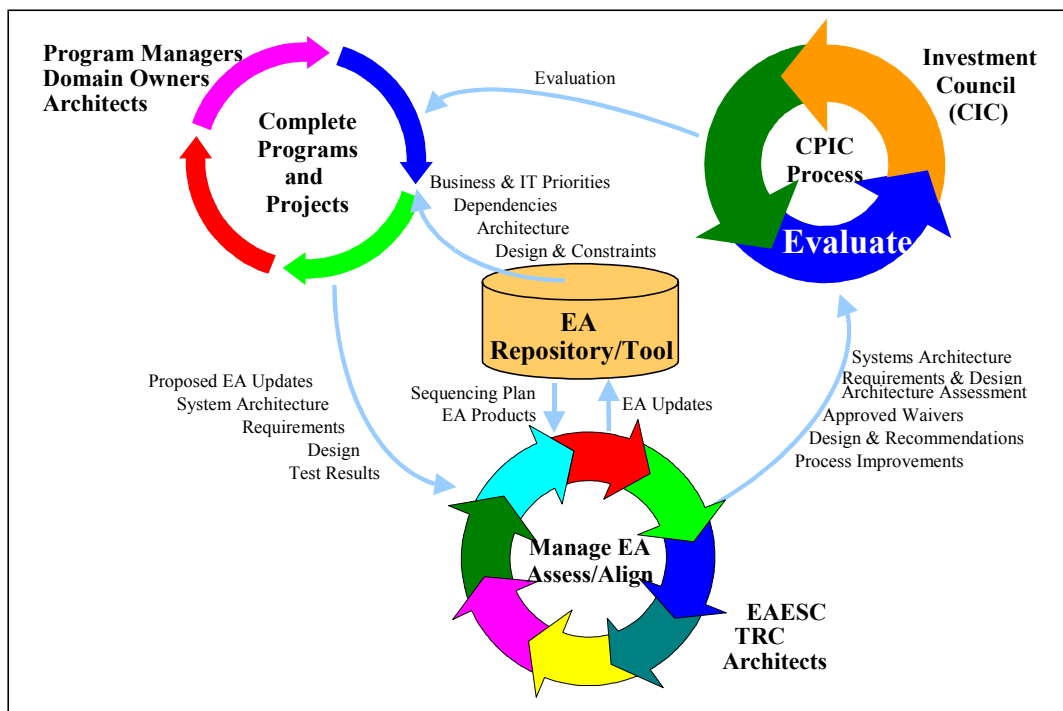 Program Managers
Domain Owners
Architects
Complete
Programs
and
Projects
Evaluation
Investment
Council
(CIC)
CPIC
Process
Evaluate
Business & IT Priorities
Dependencies
Architecture
Design & Constraints
EA
Repository/Tool
Proposed EA Updates
System Architecture
Requirements
Design
Test Results
Sequencing Plan
EA Products
EA Updates
Systems Architecture
Requirements & Design
Architecture Assessment
Approved Waivers
Design & Recommendations
Process Improvements
Manage EA
Assess/Align
EAESC
TRC
Architects